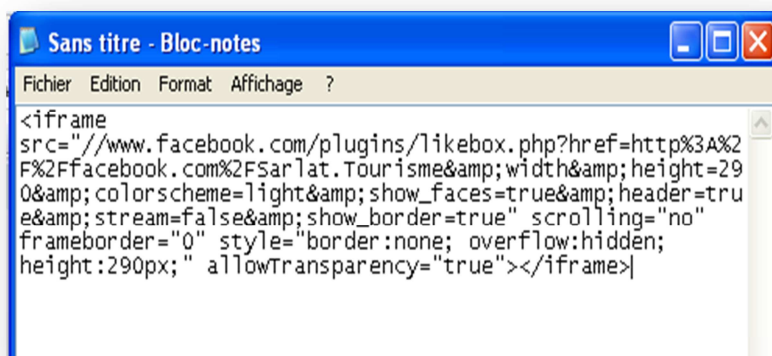 Sans titre - Bloc-notes
Fichier Edition Format Affichage ?
<iframe
src="//www.facebook.com/plugins/likebox.php?href=http%3A%2
F%2Ffacebook.com%2FSarlat.Tourisme&amp;width&amp;height=29
0&amp;colorscheme=light&amp;show_faces=true&amp;header=tru
e&amp;stream=false&amp;show_border=true" scrolling="no"
frameborder="0" style="border:none; overflow:hidden;
height:290px;" allowTransparency="true"></iframe>